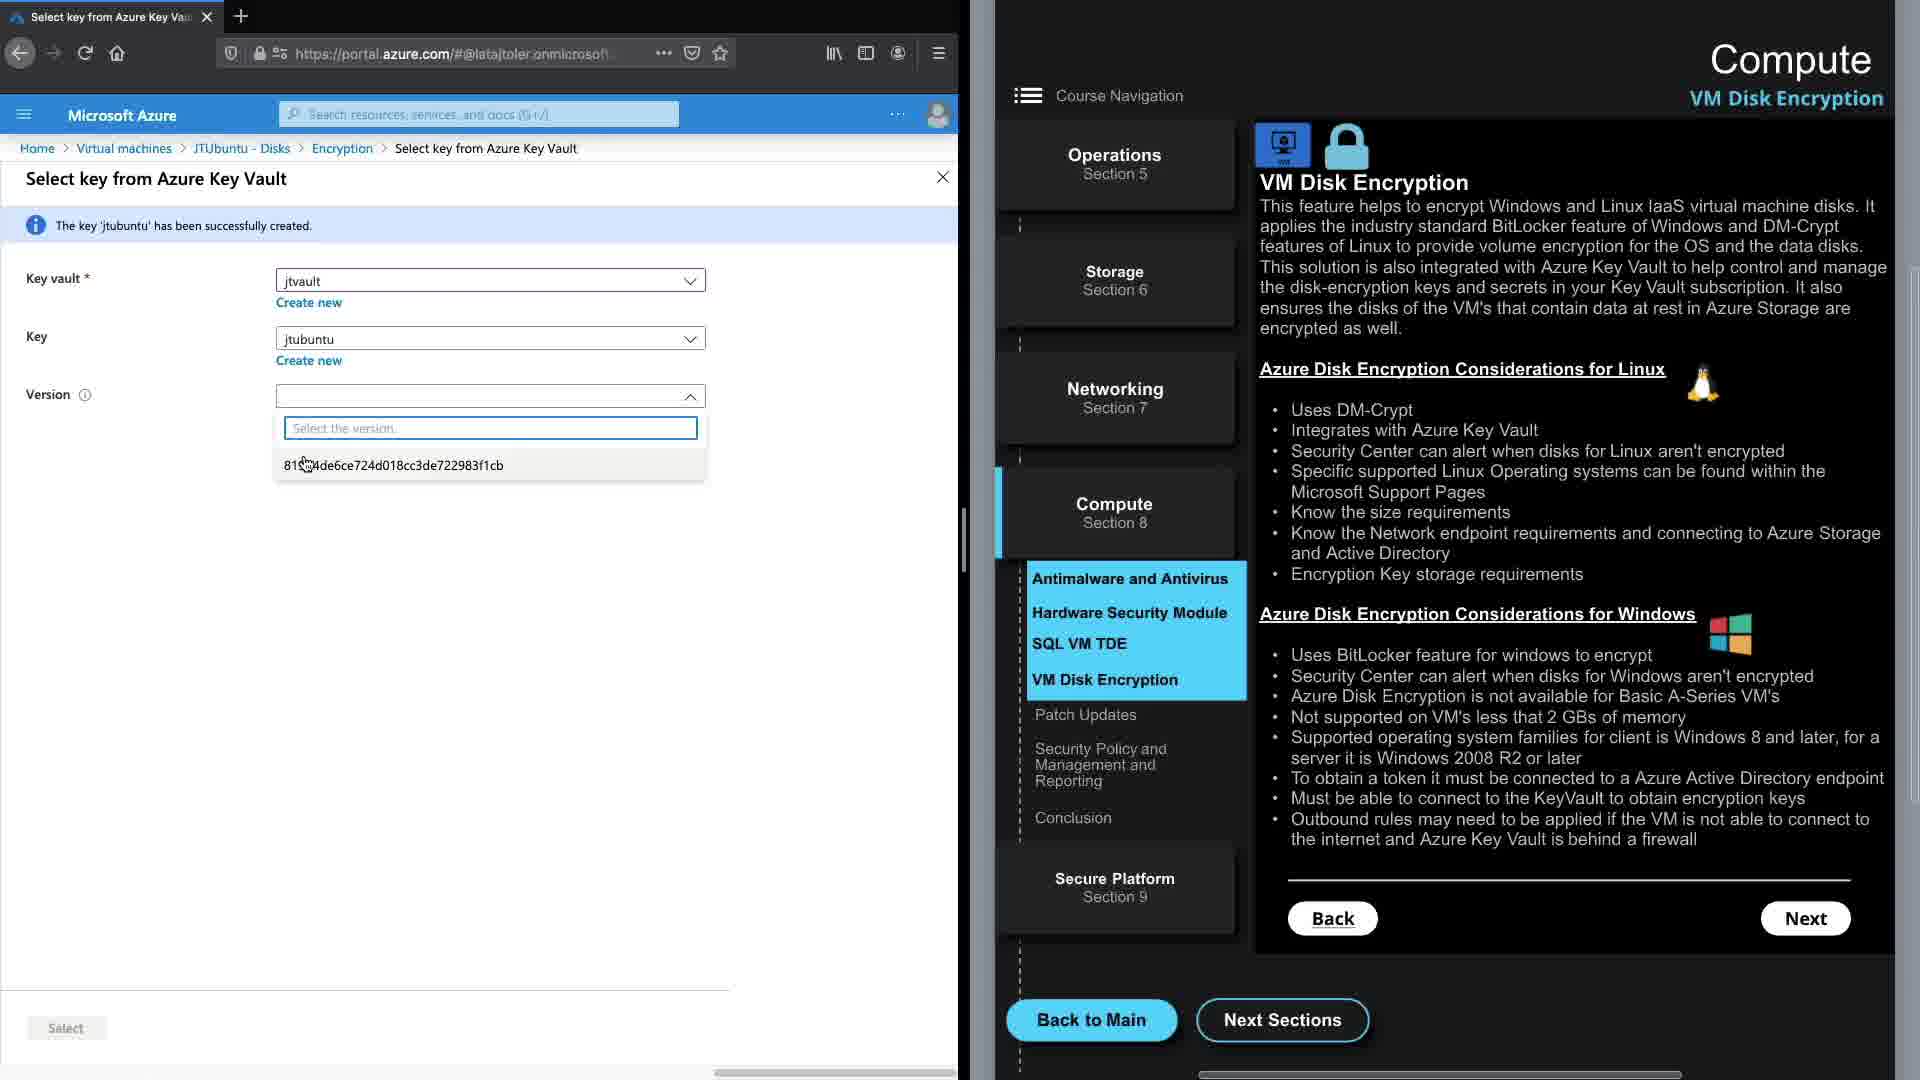 Select key from Azure Key Vau
https://portal.azure.com/#@latajtoler.onmicrosoft
Microsoft Azure
Search resources, services, and docs (G+/)
Home > Virtual machines > JTUbuntu - Disks > Encryption > Select key from Azure Key Vault
Select key from Azure Key Vault
The key 'jtubuntu' has been successfully created.
Key vault *
jtvault
Create new
Key
jtubuntu
Create new
Version
Select the version.
Select
Compute
VM Disk Encryption
Course Navigation
Operations
Section 5
Storage
Section 6
Networking
Section 7
Compute
Section 8
Antimalware and Antivirus
Hardware Security Module
SQL VM TDE
VM Disk Encryption
Patch Updates
Security Policy and
Management and
Reporting
Conclusion
Secure Platform
Section 9
Back to Main
Next Sections
VM Disk Encryption
This feature helps to encrypt Windows and Linux IaaS virtual machine disks. It
applies the industry standard BitLocker feature of Windows and DM-Crypt
features of Linux to provide volume encryption for the OS and the data disks.
This solution is also integrated with Azure Key Vault to help control and manage
the disk-encryption keys and secrets in your Key Vault subscription. It also
ensures the disks of the VM's that contain data at rest in Azure Storage are
encrypted as well.
Azure Disk Encryption Considerations for Linux
• Uses DM-Crypt
• Integrates with Azure Key Vault
• Security Center can alert when disks for Linux aren't encrypted
• Specific supported Linux Operating systems can be found within the
Microsoft Support Pages
• Know the size requirements
• Know the Network endpoint requirements and connecting to Azure Storage
and Active Directory
• Encryption Key storage requirements
Azure Disk Encryption Considerations for Windows
• Uses BitLocker feature for windows to encrypt
• Security Center can alert when disks for Windows aren't encrypted
• Azure Disk Encryption is not available for Basic A-Series VM's
• Not supported on VM's less that 2 GBs of memory
• Supported operating system families for client is Windows 8 and later, for a
server it is Windows 2008 R2 or later
• To obtain a token it must be connected to a Azure Active Directory endpoint
• Must be able to connect to the KeyVault to obtain encryption keys
• Outbound rules may need to be applied if the VM is not able to connect to
the internet and Azure Key Vault is behind a firewall
Back
Next